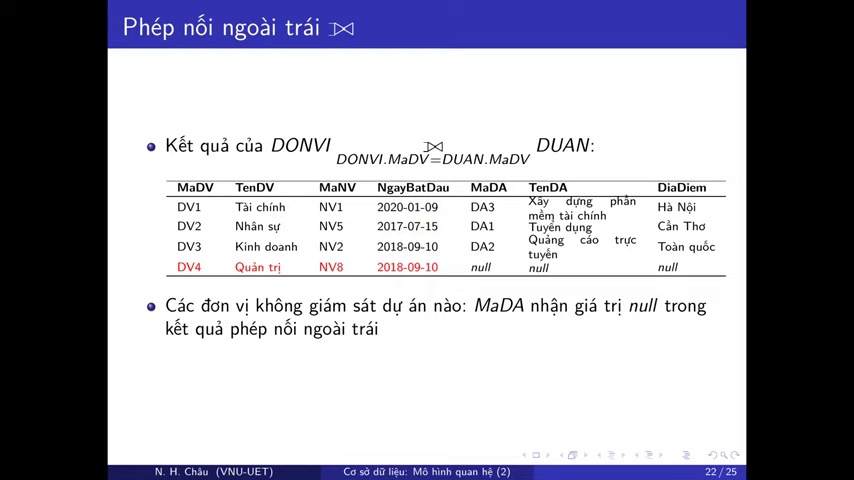 Phép nối ngoài trái ⟕
Kết quả của DONVI ⟕ DONVI.MaDV=DUAN.MaDV DUAN:
MaDV TenDV MaNV NgayBatDau MaDA TenDA DiaDiem
DV1 Tài chính NV1 2020-01-09 DA3 Xây dựng phần mềm tài chính Hà Nội
DV2 Nhân sự NV5 2017-07-15 DA1 Tuyển dụng Cần Thơ
DV3 Kinh doanh NV2 2018-09-10 DA2 Quảng cáo trực tuyến Toàn quốc
DV4 Quản trị NV8 2018-09-10 null null null
Các đơn vị không giám sát dự án nào: MaDA nhận giá trị null trong
kết quả phép nối ngoài trái
N. H. Châu (VNU-UET) Cơ sở dữ liệu: Mô hình quan hệ (2) 22 / 25